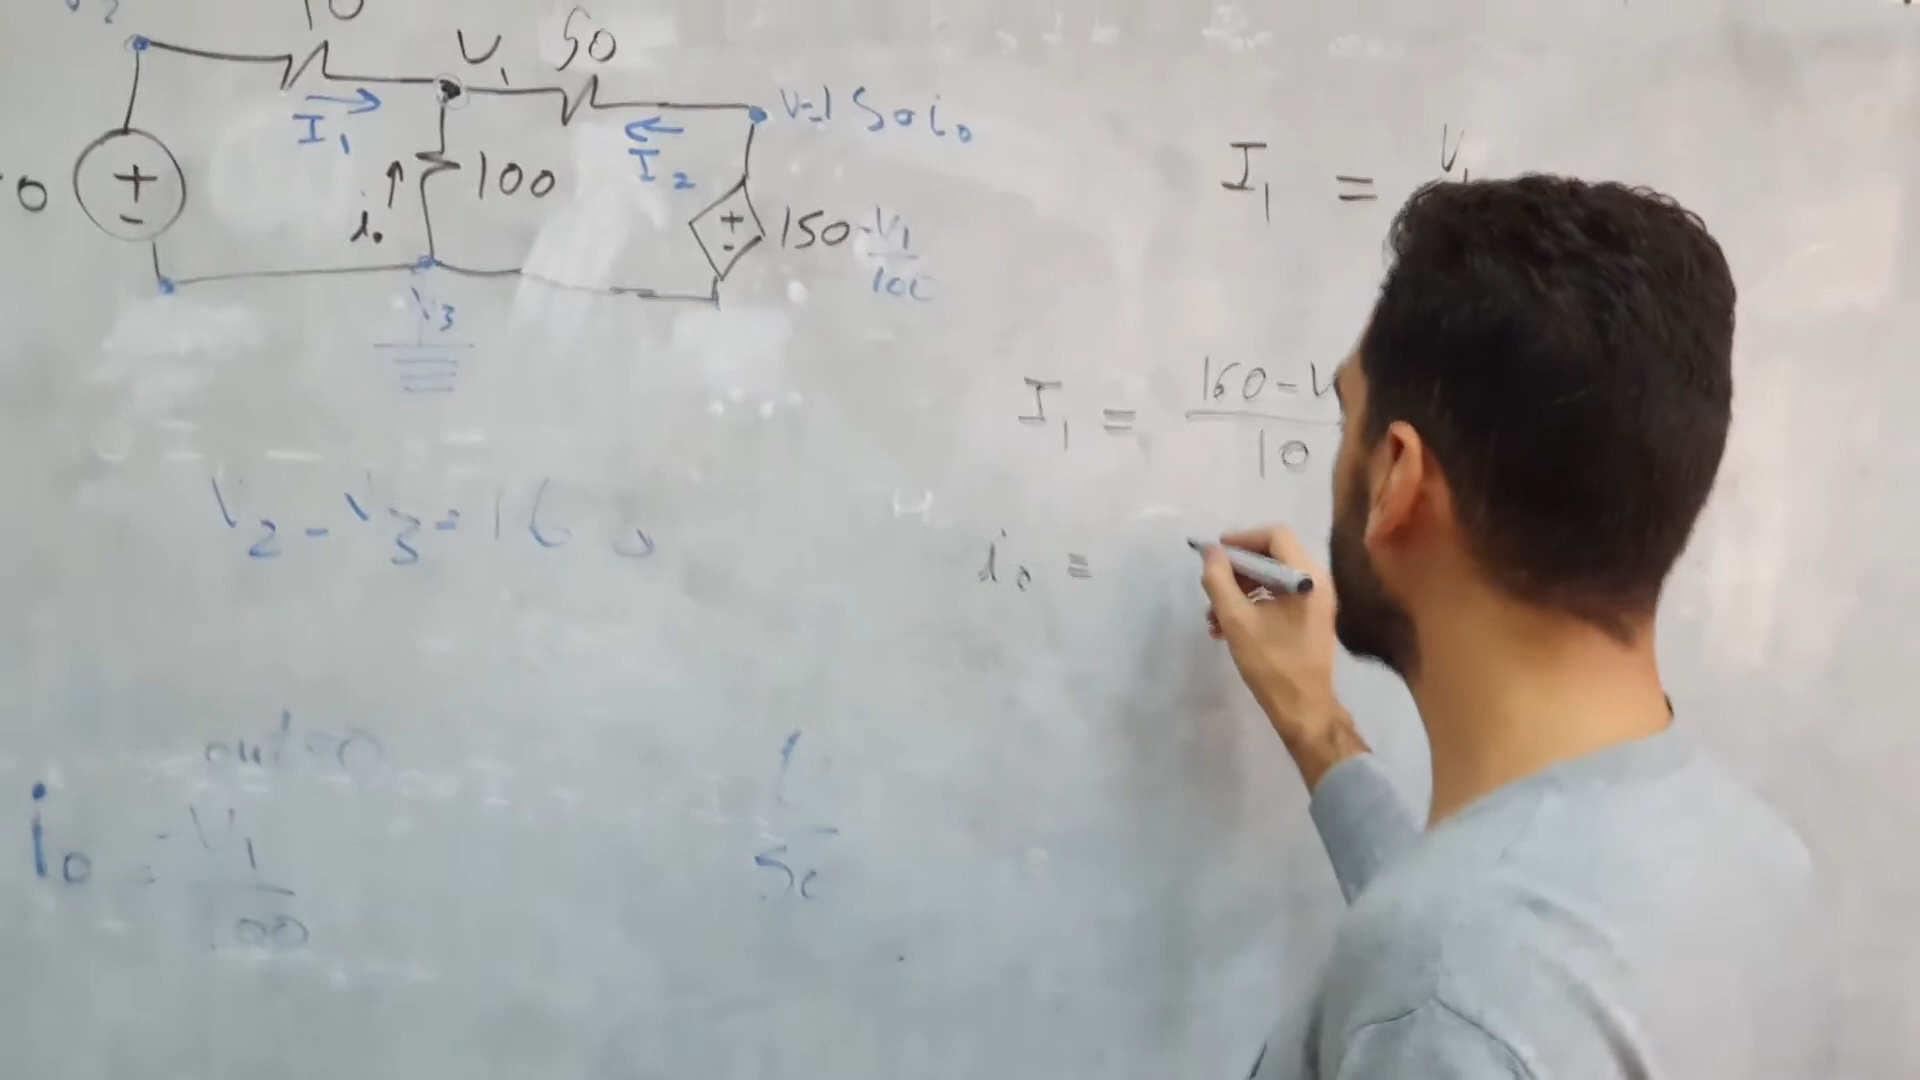 10
V₁ 50
I₁
V=150i₀
I₂
i₀ 100
+
-
0
+
-
150 -V₁/100
V₃
V₂ - V₃ = 160
i₀ = -V₁/100
50
I₁ = V₁
I₁ = 160-V/10
i₀ =